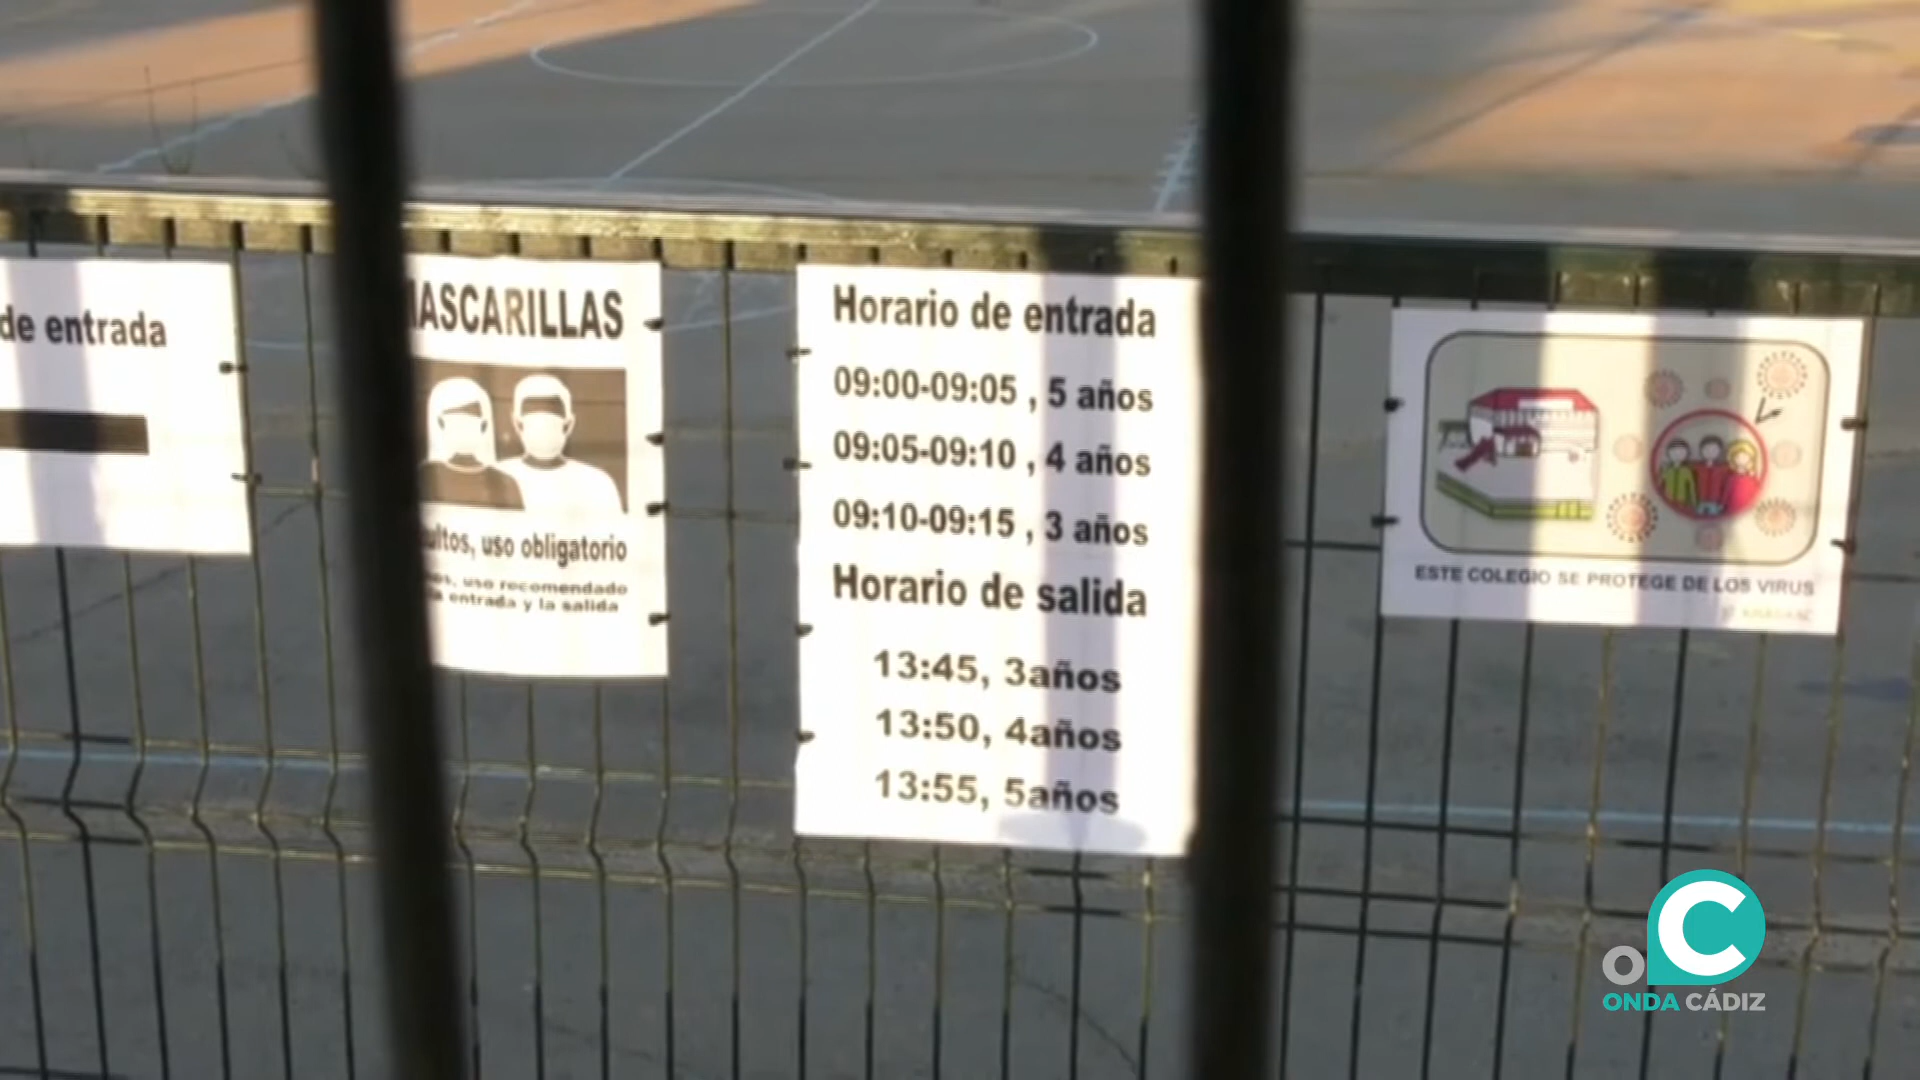 de entrada
MASCARILLAS
ultos, uso obligatorio
uso recomendado
entrada y la salida
Horario de entrada
09:00-09:05 , 5 años
09:05-09:10 , 4 años
09:10-09:15 , 3 años
Horario de salida
13:45, 3años
13:50, 4años
13:55, 5años
ESTE COLEGIO SE PROTEGE DE LOS VIRUS
ONDA CÁDIZ